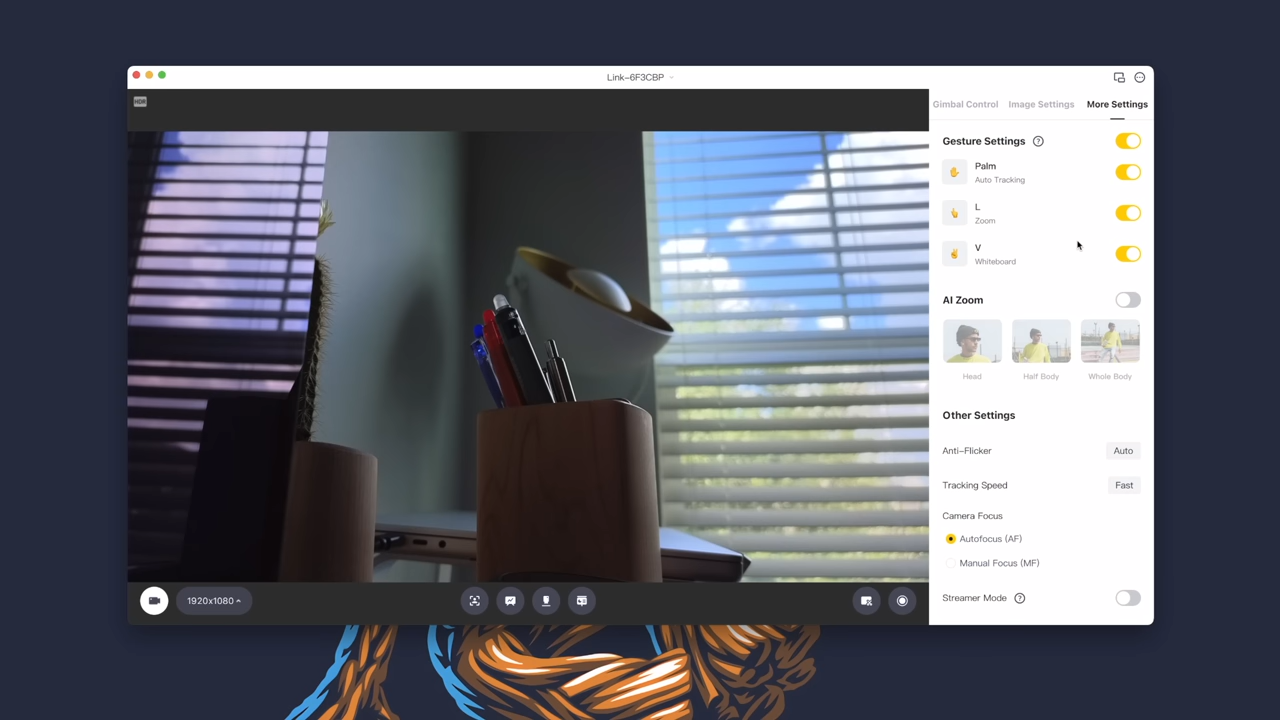 Link-6F3CBP
HDR
Gimbal Control Image Settings More Settings
Gesture Settings ?
Palm
Auto Tracking
L
Zoom
V
Whiteboard
AI Zoom
Head Half Body Whole Body
Other Settings
Anti-Flicker Auto
Tracking Speed Fast
Camera Focus
Autofocus (AF)
Manual Focus (MF)
Streamer Mode ?
1920x1080